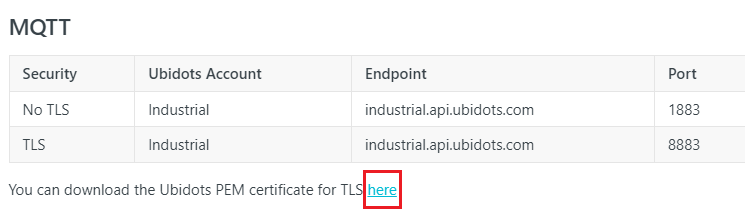 MQTT
Security Ubidots Account Endpoint Port
No TLS Industrial industrial.api.ubidots.com 1883
TLS Industrial industrial.api.ubidots.com 8883
You can download the Ubidots PEM certificate for TLS here